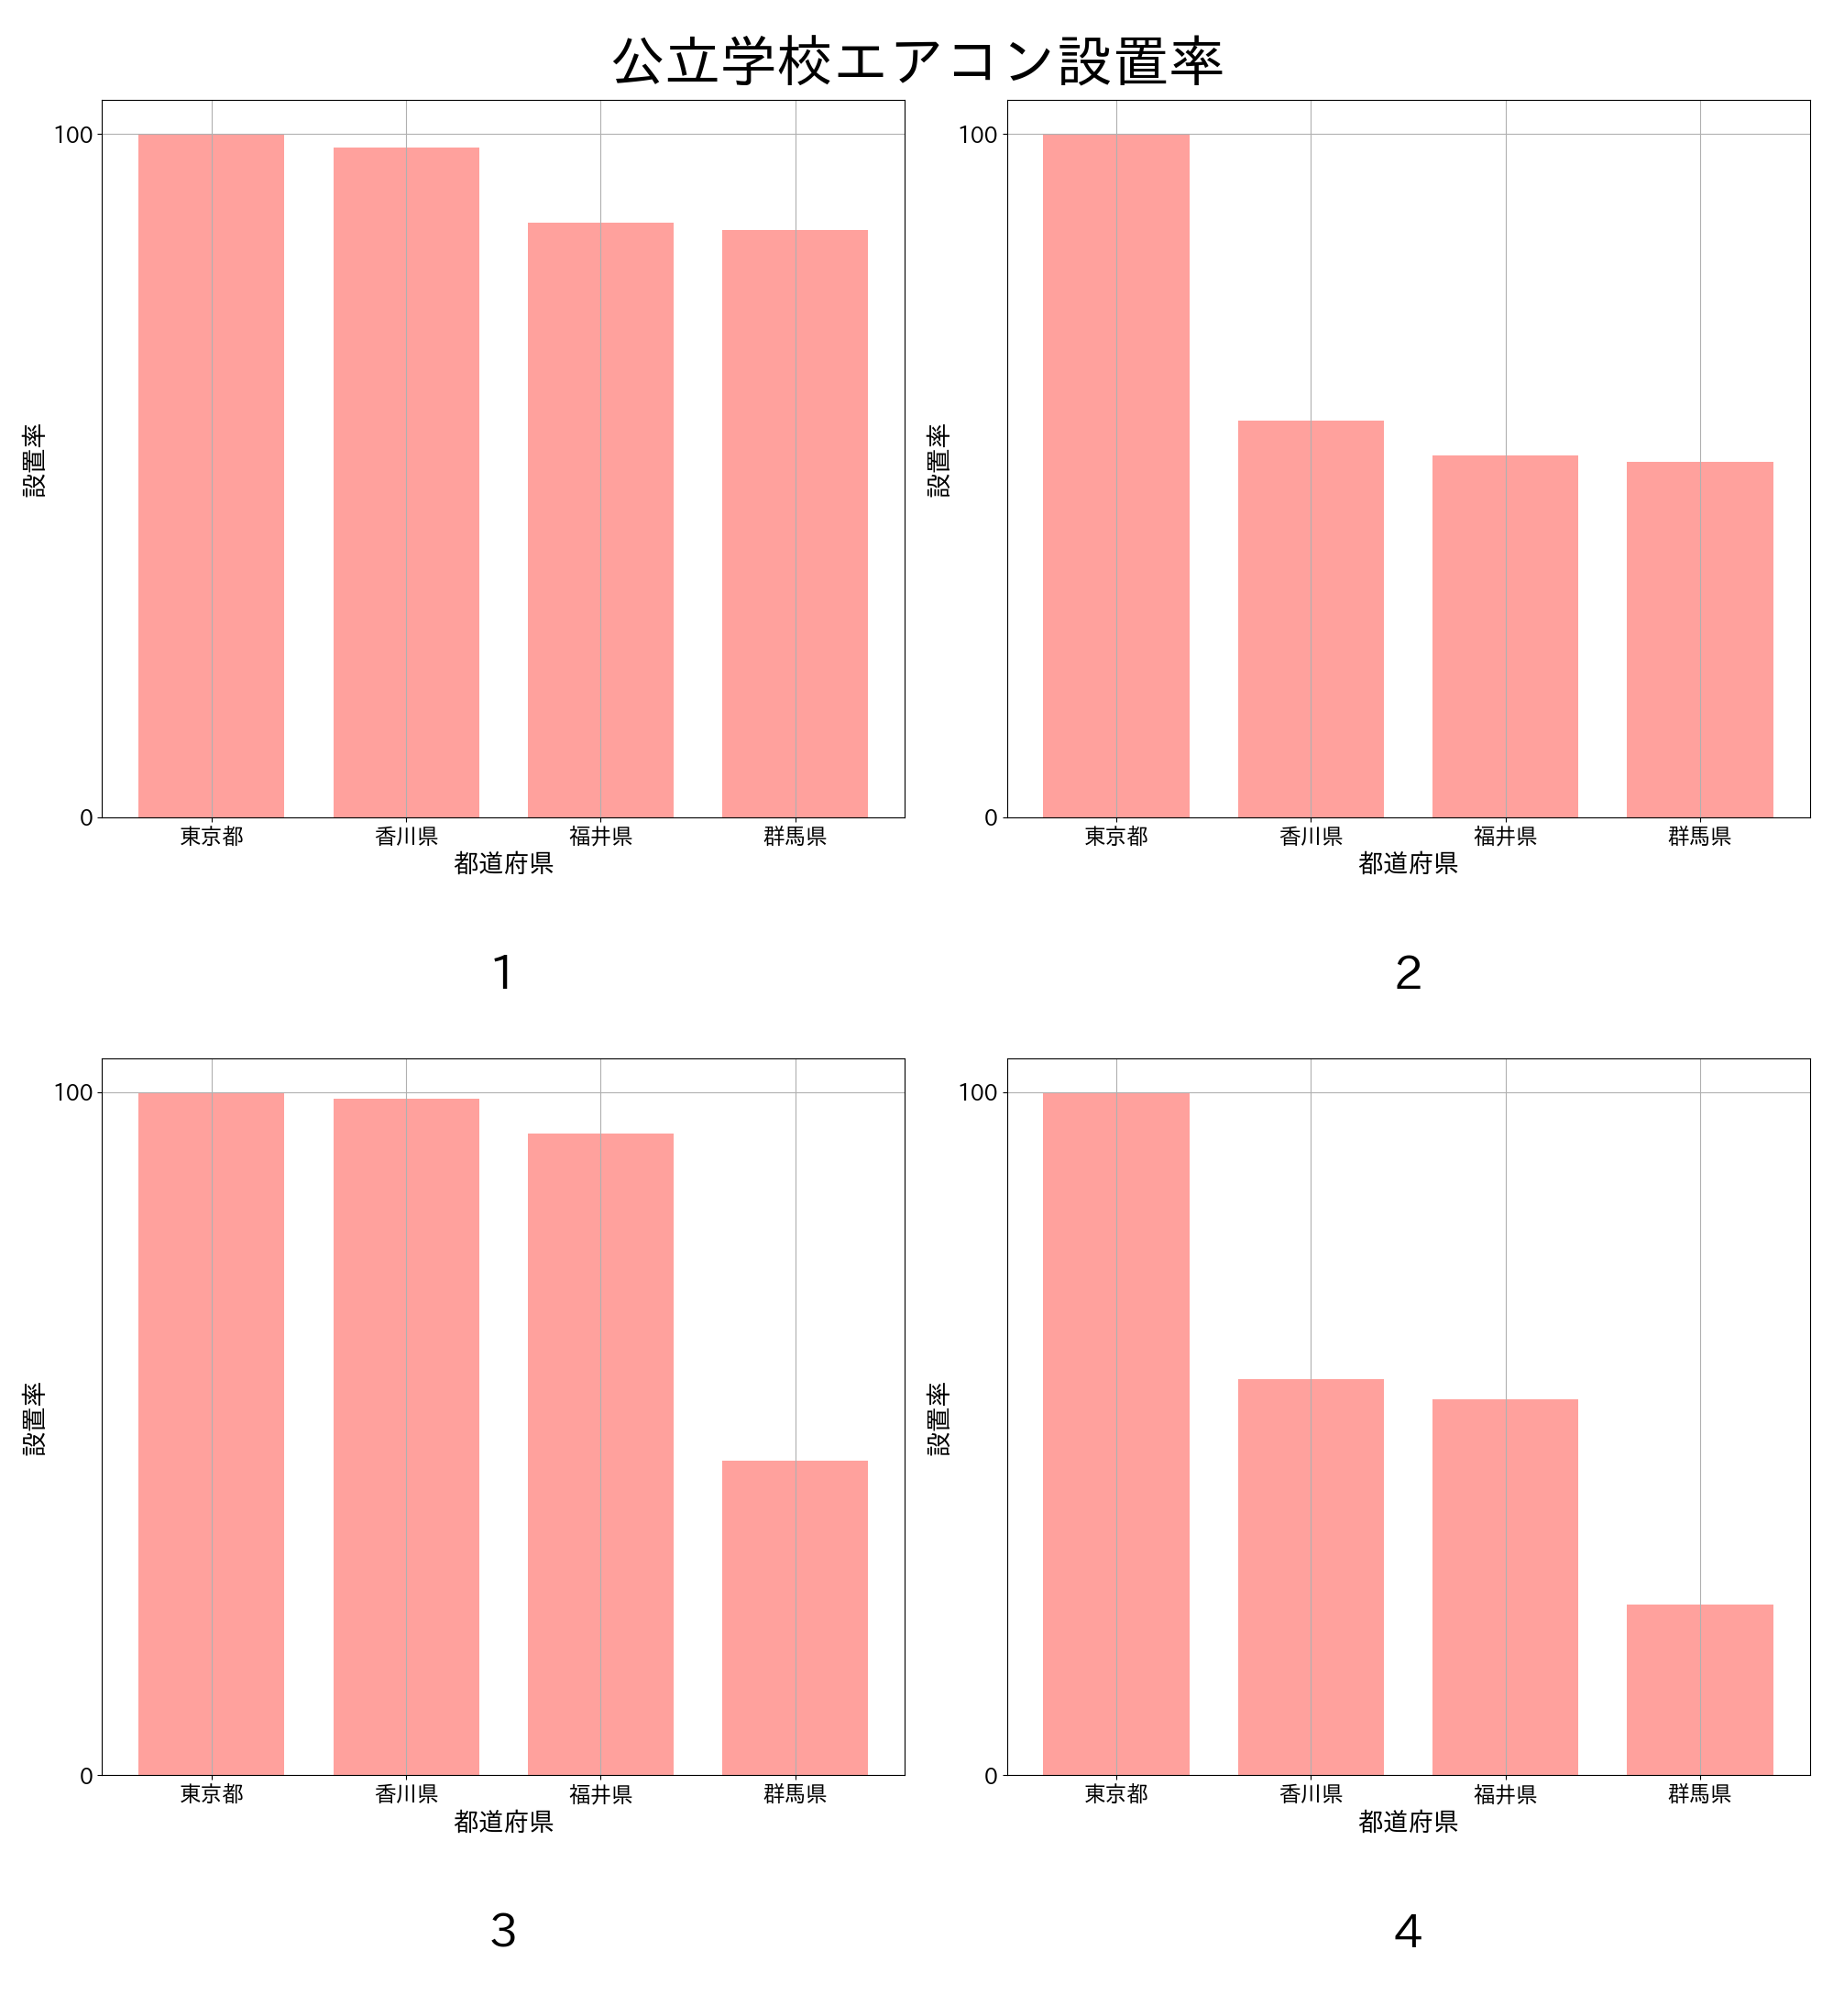 公立学校エアコン設置率
100
0
設置率
東京都 香川県 福井県 群馬県
都道府県
1
100
0
設置率
東京都 香川県 福井県 群馬県
都道府県
2
100
0
設置率
東京都 香川県 福井県 群馬県
都道府県
3
100
0
設置率
東京都 香川県 福井県 群馬県
都道府県
4